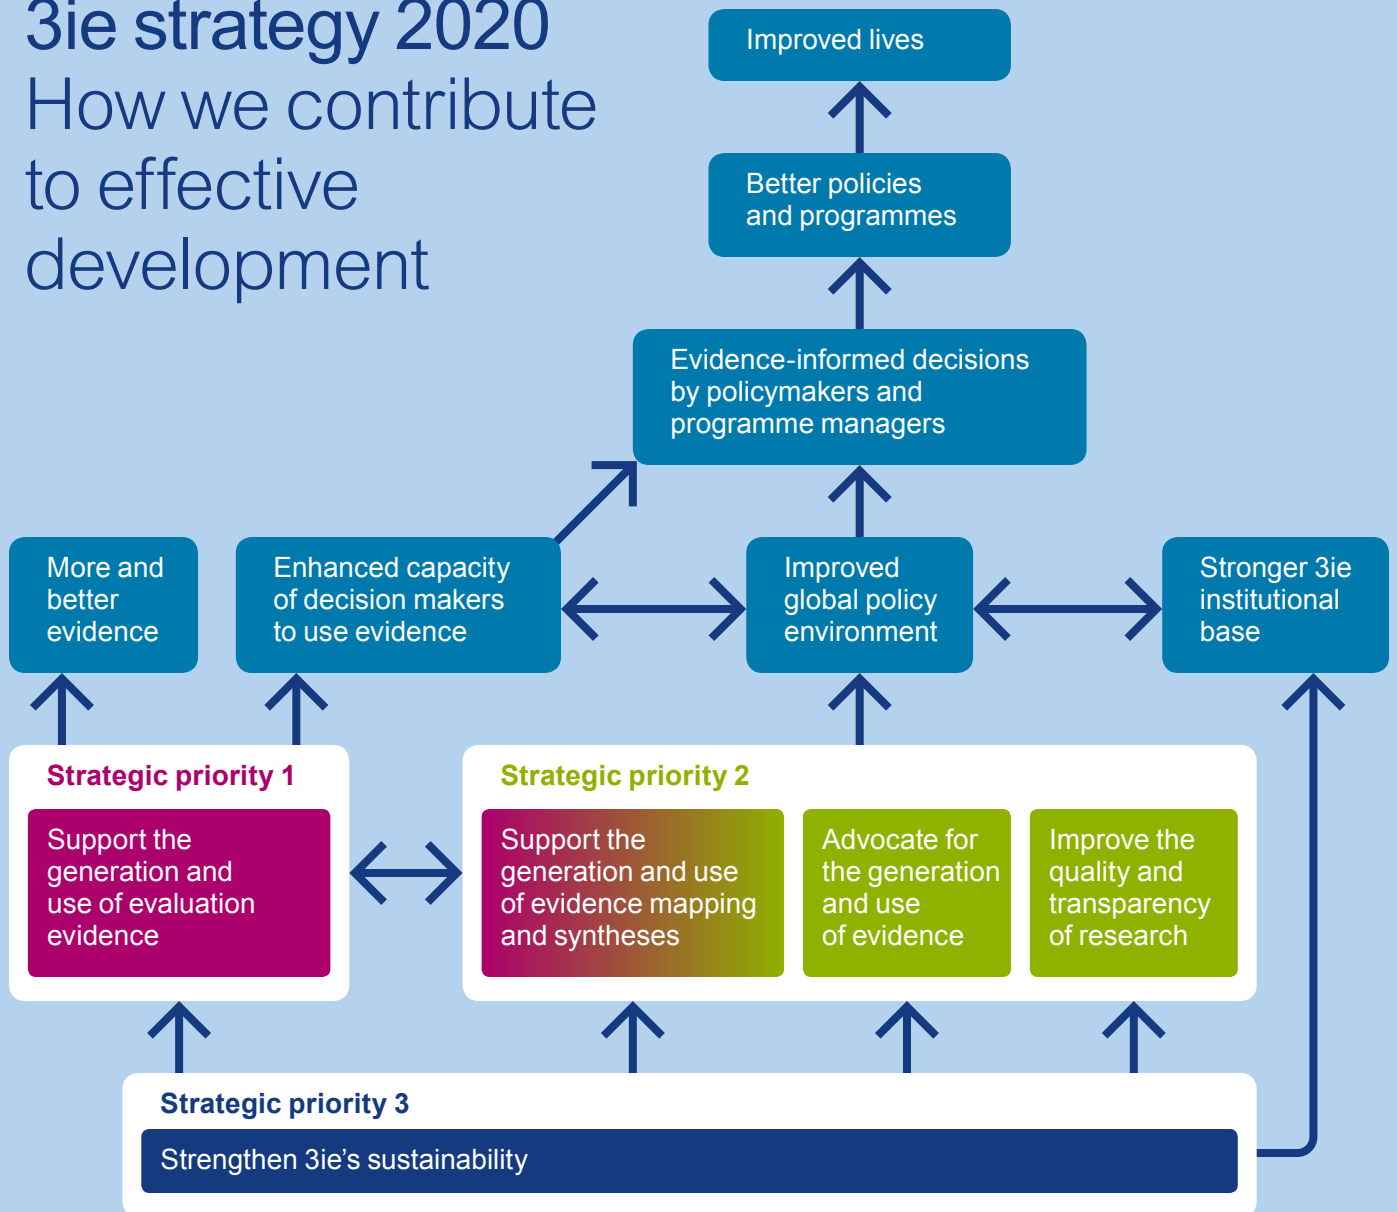 3ie strategy 2020
How we contribute
to effective
development
Improved lives
Better policies
and programmes
Evidence-informed decisions
by policymakers and
programme managers
More and
better
evidence
Enhanced capacity
of decision makers
to use evidence
Improved
global policy
environment
Stronger 3ie
institutional
base
Strategic priority 1
Support the
generation and
use of evaluation
evidence
Strategic priority 2
Support the
generation and use
of evidence mapping
and syntheses
Advocate for
the generation
and use
of evidence
Improve the
quality and
transparency
of research
Strategic priority 3
Strengthen 3ie's sustainability